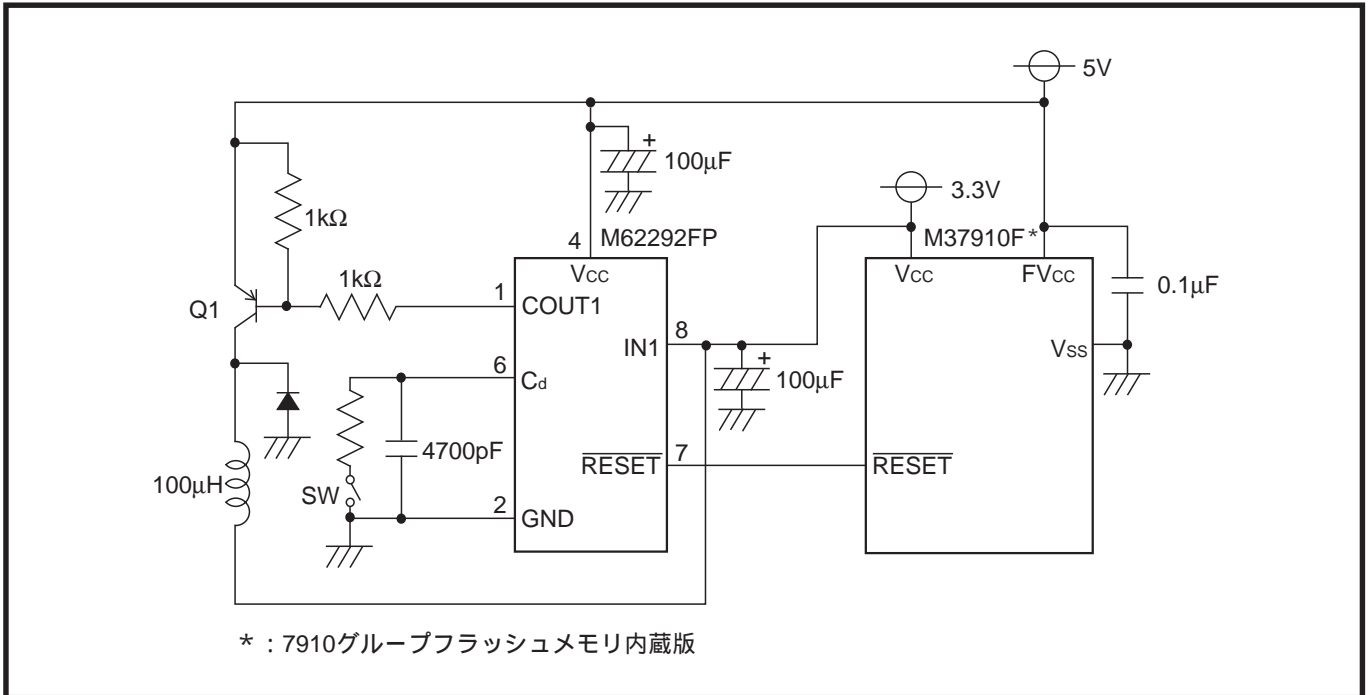 5V
+
100μF
3.3V
1kΩ
4
M62292FP
M37910F*
Vcc
Vcc
FVcc
1kΩ
1
COUT1
0.1μF
Q1
8
IN1
Vss
+
100μF
6
Cd
4700pF
RESET
7
RESET
100μH
SW
2
GND
* : 7910グループフラッシュメモリ内蔵版